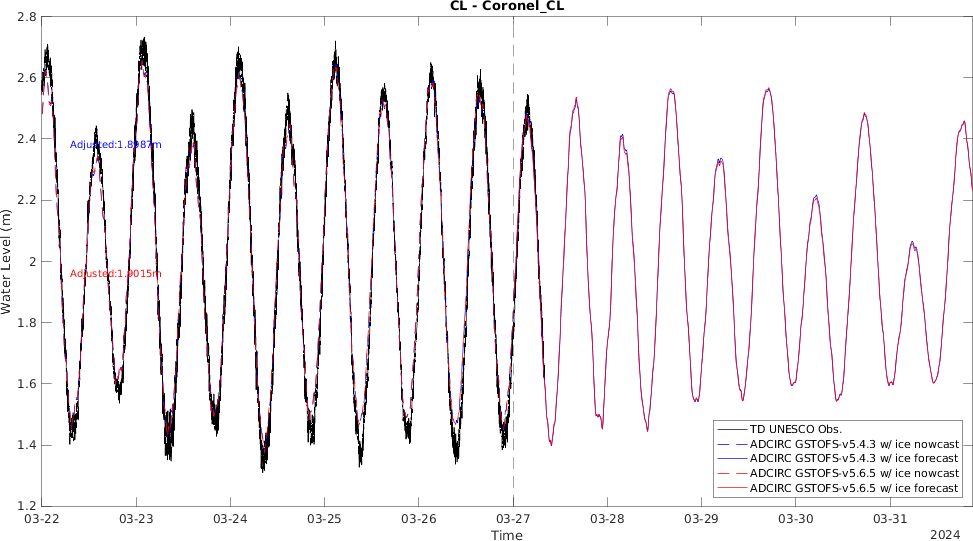 CL - Coronel_CL
2.8
2.6
2.4
2.2
2
1.8
1.6
1.4
1.2
Water Level (m)
Adjusted:1.8987m
Adjusted:1.9015m
TD UNESCO Obs.
ADCIRC GSTOFS-v5.4.3 w/ ice nowcast
ADCIRC GSTOFS-v5.4.3 w/ ice forecast
ADCIRC GSTOFS-v5.6.5 w/ ice nowcast
ADCIRC GSTOFS-v5.6.5 w/ ice forecast
03-22 03-23 03-24 03-25 03-26 03-27 03-28 03-29 03-30 03-31
Time
2024